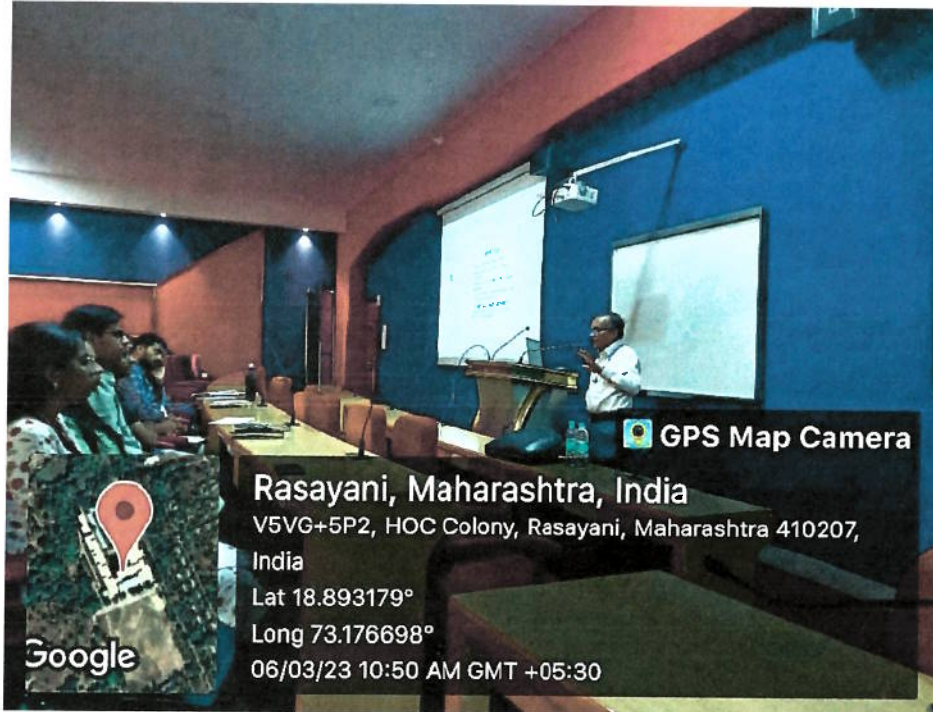 GPS Map Camera
Rasayani, Maharashtra, India
V5VG+5P2, HOC Colony, Rasayani, Maharashtra 410207,
India
Lat 18.893179°
Long 73.176698°
06/03/23 10:50 AM GMT +05:30
Google